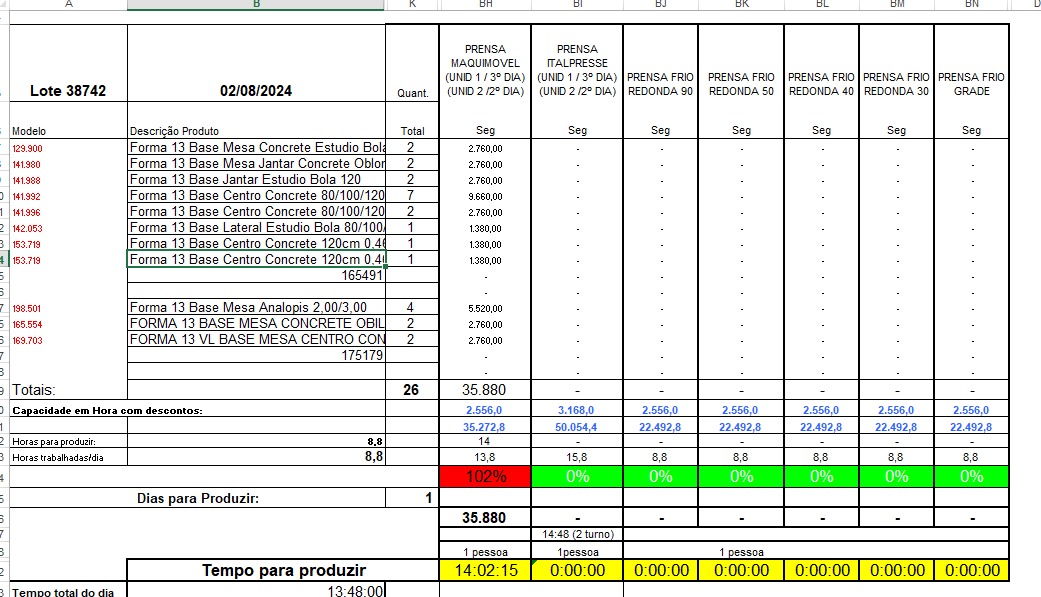 A B K BH BI BJ BK BL BM BN
Lote 38742 02/08/2024 Quant. PRENSA MAQUIMOVEL (UNID 1 / 3º DIA) (UNID 2 /2º DIA) PRENSA ITALPRESSE (UNID 1 / 3º DIA) (UNID 2 /2º DIA) PRENSA FRIO REDONDA 90 PRENSA FRIO REDONDA 50 PRENSA FRIO REDONDA 40 PRENSA FRIO REDONDA 30 PRENSA FRIO GRADE
Modelo Descrição Produto Total Seg Seg Seg Seg Seg Seg Seg
129.900 Forma 13 Base Mesa Concrete Estudio Bola 2 2.760,00 - - - - - -
141.980 Forma 13 Base Mesa Jantar Concrete Oblon 2 2.760,00 - - - - - -
141.988 Forma 13 Base Jantar Estudio Bola 120 2 2.760,00 - - - - - -
141.992 Forma 13 Base Centro Concrete 80/100/120 7 9.660,00 - - - - - -
141.996 Forma 13 Base Centro Concrete 80/100/120 2 2.760,00 - - - - - -
142.053 Forma 13 Base Lateral Estudio Bola 80/100/ 1 1.380,00 - - - - - -
153.719 Forma 13 Base Centro Concrete 120cm 0,46 1 1.380,00 - - - - - -
153.719 Forma 13 Base Centro Concrete 120cm 0,4 1 1.380,00 - - - - - -
165491 - - - - - - -
- - - - - - -
198.501 Forma 13 Base Mesa Analopis 2,00/3,00 4 5.520,00 - - - - - -
165.554 FORMA 13 BASE MESA CONCRETE OBIL 2 2.760,00 - - - - - -
169.703 FORMA 13 VL BASE MESA CENTRO CON 2 2.760,00 - - - - - -
175179 - - - - - - -
- - - - - - -
Totais: 26 35.880 - - - - - -
Capacidade em Hora com descontos: 2.556,0 3.168,0 2.556,0 2.556,0 2.556,0 2.556,0 2.556,0
35.272,8 50.054,4 22.492,8 22.492,8 22.492,8 22.492,8 22.492,8
Horas para produzir: 8,8 14 - - - - - -
Horas trabalhadas/dia 8,8 13,8 15,8 8,8 8,8 8,8 8,8 8,8
102% 0% 0% 0% 0% 0% 0%
Dias para Produzir: 1
35.880 - - - - - -
14:48 (2 turno)
1 pessoa 1pessoa 1 pessoa
Tempo para produzir 14:02:15 0:00:00 0:00:00 0:00:00 0:00:00 0:00:00 0:00:00
Tempo total do dia 13:48:00